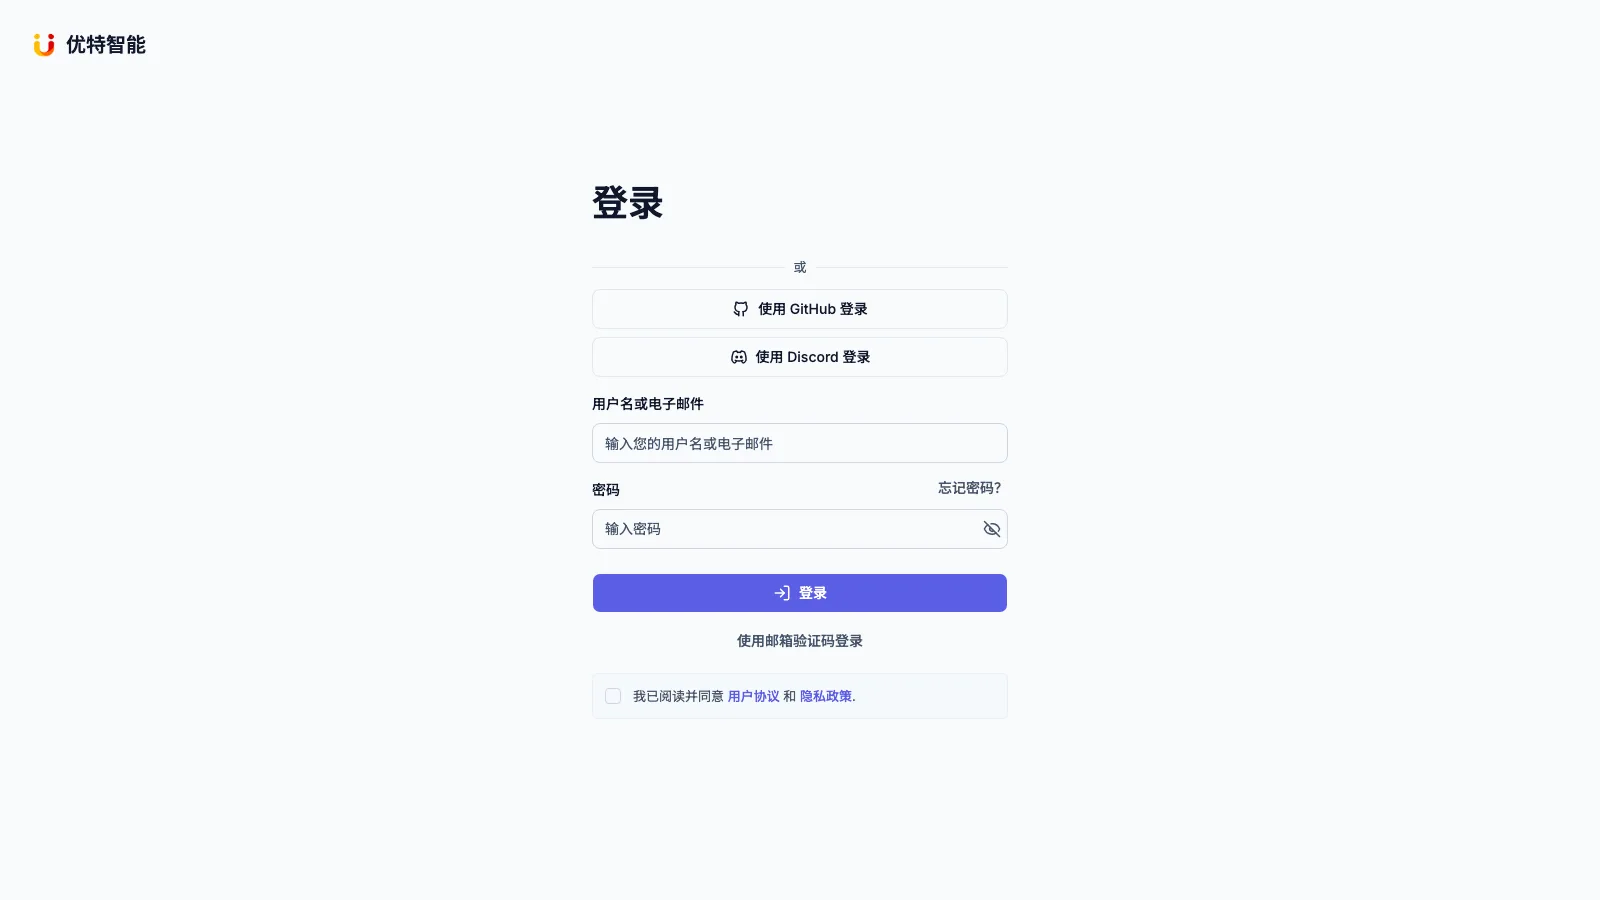 优特智能
登录
或
使用 GitHub 登录
使用 Discord 登录
用户名或电子邮件
输入您的用户名或电子邮件
密码
忘记密码？
输入密码
登录
使用邮箱验证码登录
我已阅读并同意 用户协议 和 隐私政策.